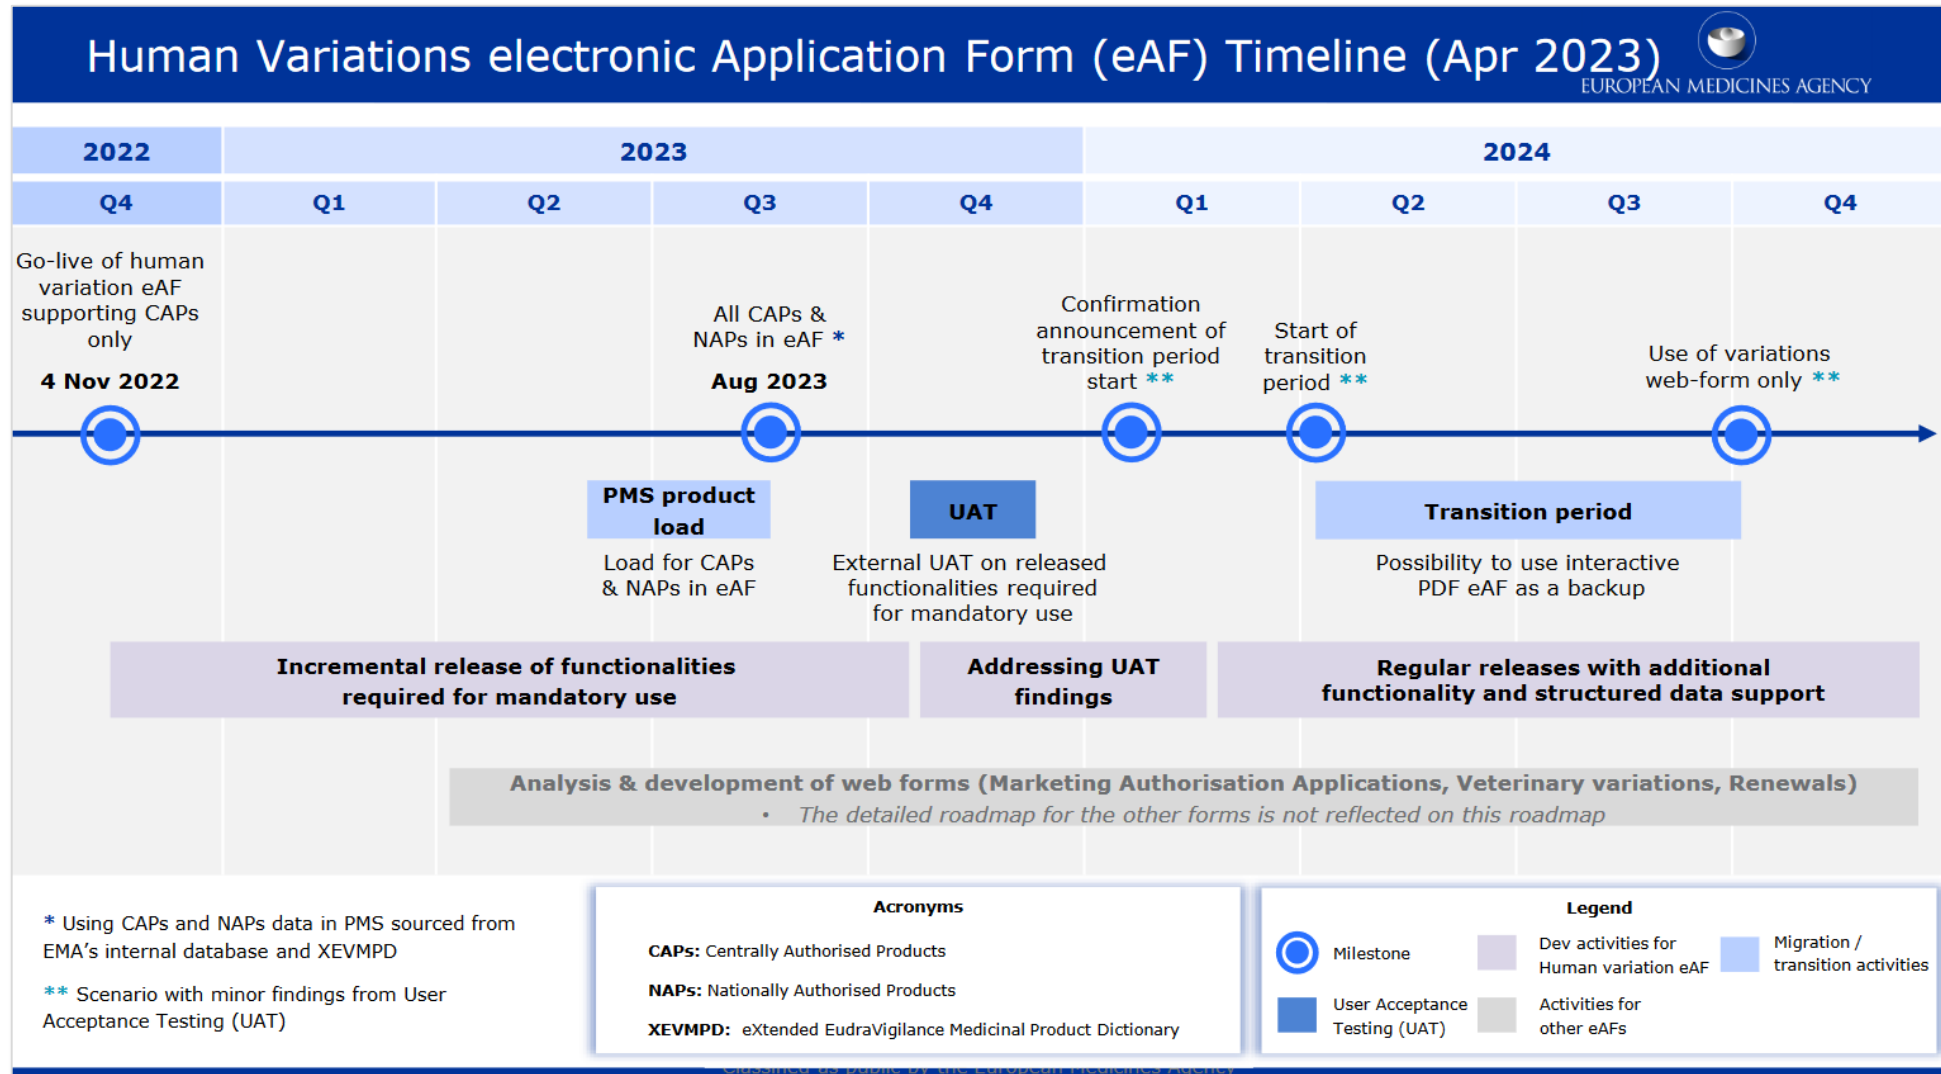 Human Variations electronic Application Form (eAF) Timeline (Apr 2023)
EUROPEAN MEDICINES AGENCY
2022
2023
2024
Q4
Q1
Q2
Q3
Q4
Q1
Q2
Q3
Q4
Go-live of human
variation eAF
supporting CAPs
only
4 Nov 2022
All CAPs &
NAPs in eAF *
Aug 2023
Confirmation
announcement of
transition period
start **
Start of
transition
period **
Use of variations
web-form only **
PMS product
load
Load for CAPs
& NAPs in eAF
UAT
External UAT on released
functionalities required
for mandatory use
Transition period
Possibility to use interactive
PDF eAF as a backup
Incremental release of functionalities
required for mandatory use
Addressing UAT
findings
Regular releases with additional
functionality and structured data support
Analysis & development of web forms (Marketing Authorisation Applications, Veterinary variations, Renewals)
• The detailed roadmap for the other forms is not reflected on this roadmap
* Using CAPs and NAPs data in PMS sourced from
EMA's internal database and XEVMPD
** Scenario with minor findings from User
Acceptance Testing (UAT)
Acronyms
CAPs: Centrally Authorised Products
NAPs: Nationally Authorised Products
XEVMPD: eXtended EudraVigilance Medicinal Product Dictionary
Legend
Milestone
Dev activities for
Human variation eAF
Migration /
transition activities
User Acceptance
Testing (UAT)
Activities for
other eAFs
Classified as public by the European Medicines Agency